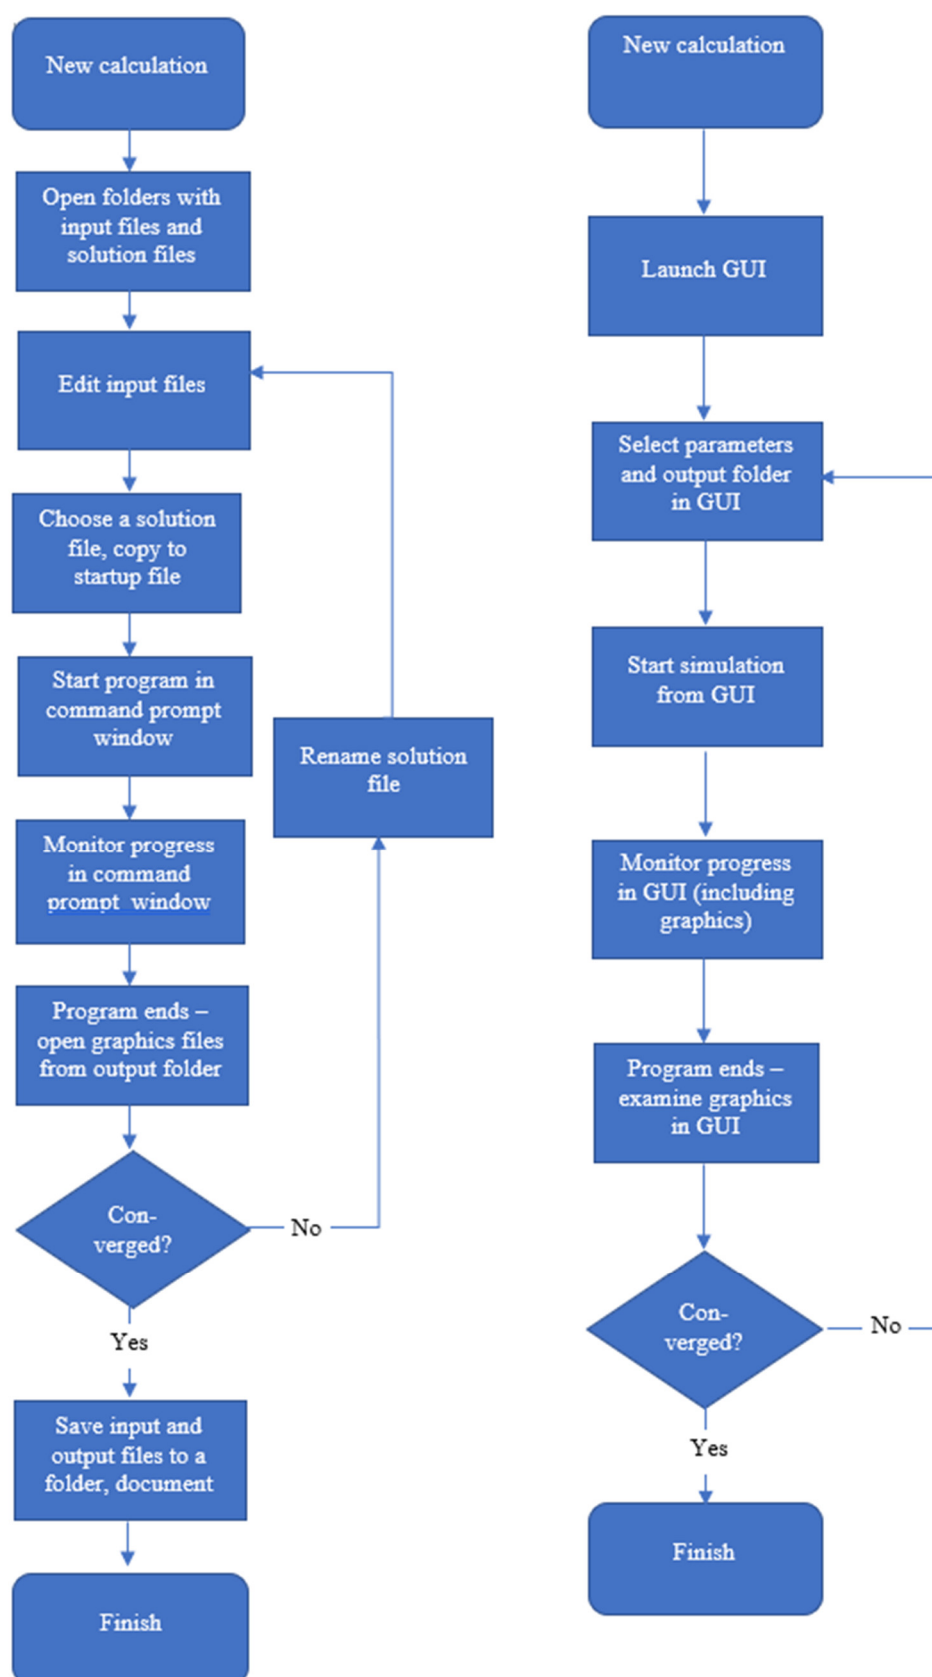 New calculation
Open folders with
input files and
solution files
Edit input files
Choose a solution
file, copy to
startup file
Start program in
command prompt
window
Monitor progress
in command
prompt window
Program ends –
open graphics files
from output folder
Con-
verged?
No
Rename solution
file
Yes
Save input and
output files to a
folder, document
Finish
New calculation
Launch GUI
Select parameters
and output folder
in GUI
Start simulation
from GUI
Monitor progress
in GUI (including
graphics)
Program ends –
examine graphics
in GUI
Con-
verged?
No
Yes
Finish